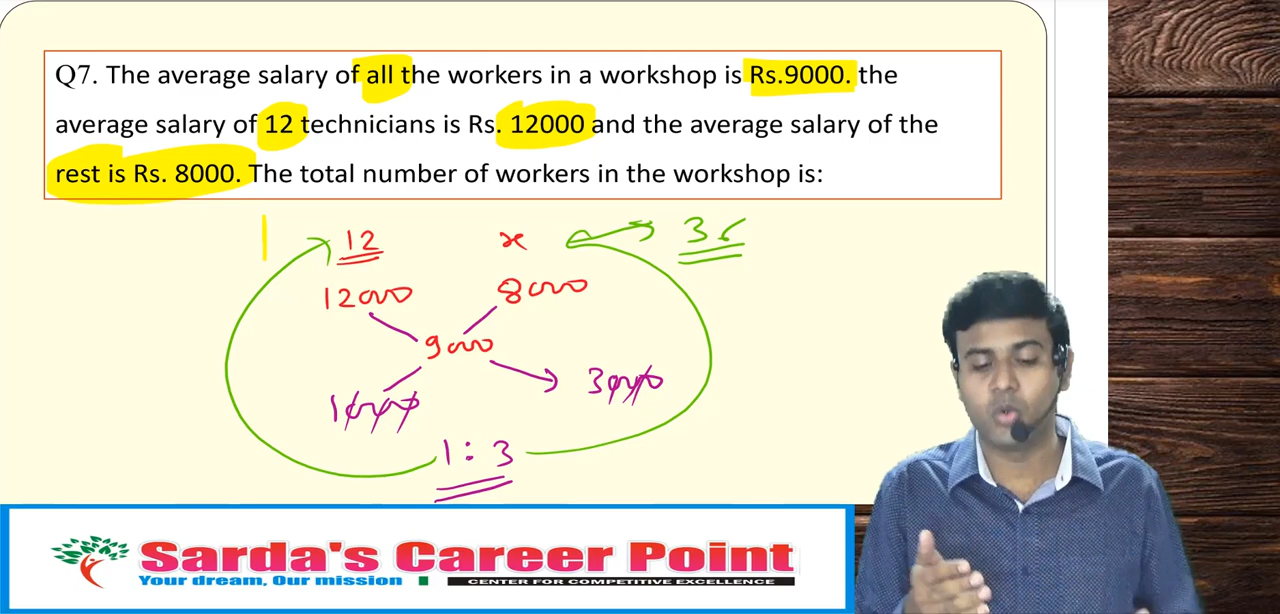 Q7. The average salary of all the workers in a workshop is Rs.9000. the
average salary of 12 technicians is Rs. 12000 and the average salary of the
rest is Rs. 8000. The total number of workers in the workshop is:
12 x 36
12000 8000
9000
1000 3000
1:3
Sarda's Career Point
Your dream, Our mission CENTER FOR COMPETITIVE EXCELLENCE